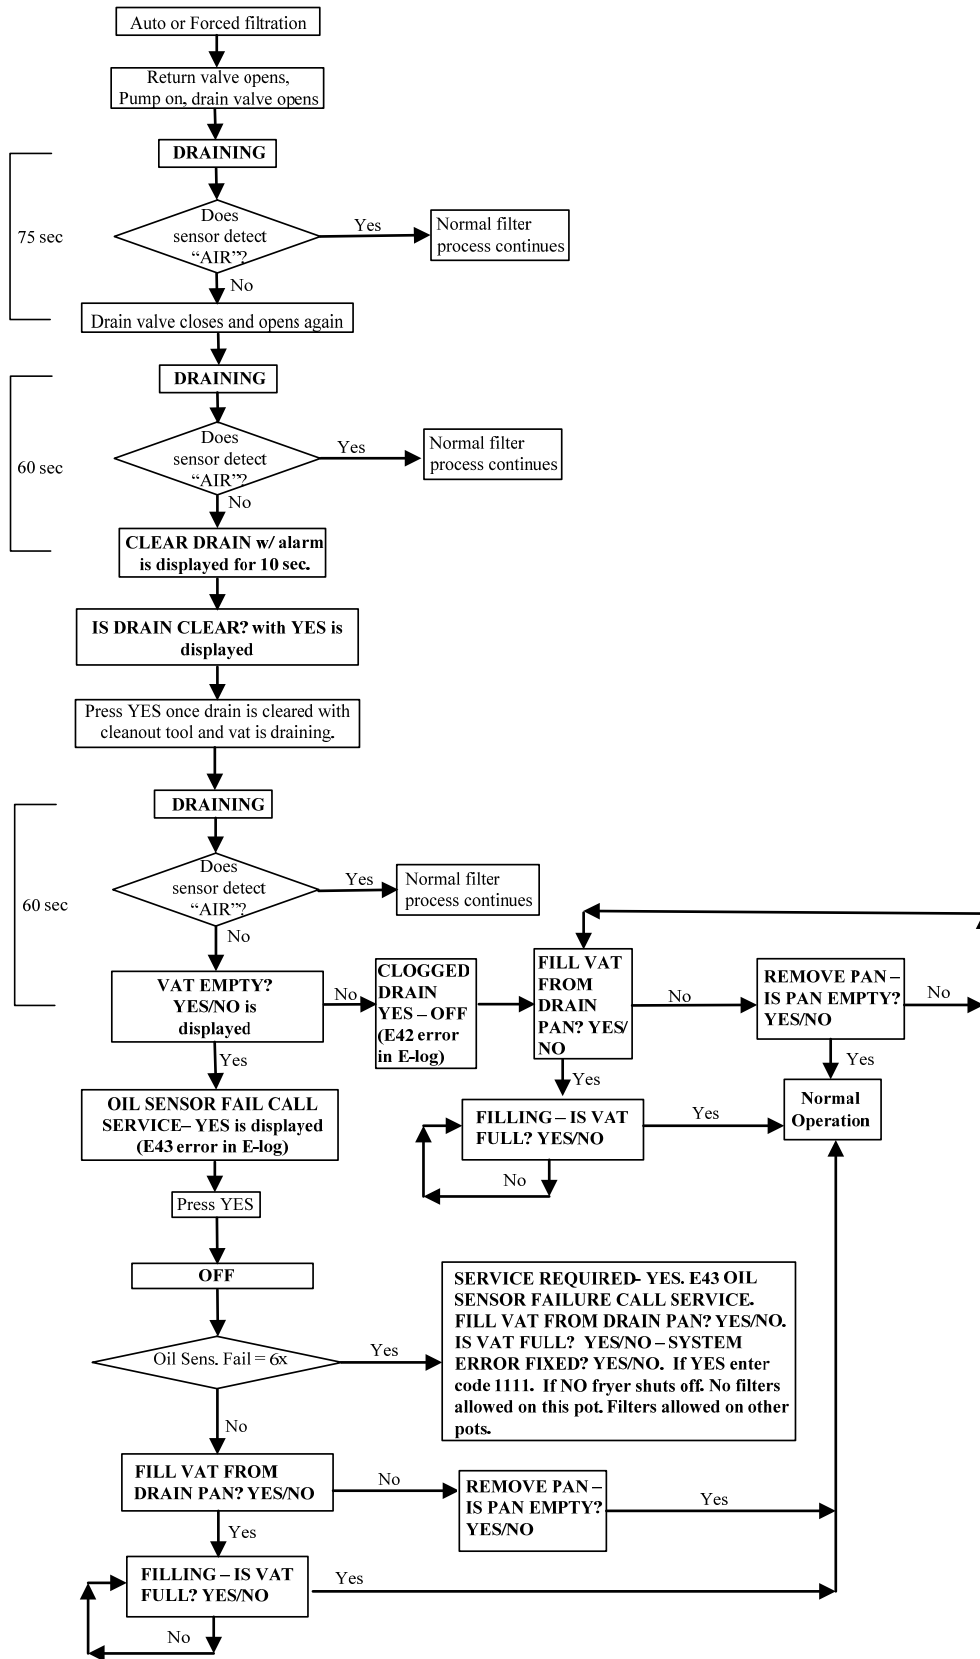 Auto or Forced filtration
Return valve opens,
Pump on, drain valve opens
DRAINING
75 sec
Does
sensor detect
“AIR”?
Yes
Normal filter
process continues
No
Drain valve closes and opens again
DRAINING
60 sec
Does
sensor detect
“AIR”?
Yes
Normal filter
process continues
No
CLEAR DRAIN w/ alarm
is displayed for 10 sec.
IS DRAIN CLEAR? with YES is
displayed
Press YES once drain is cleared with
cleanout tool and vat is draining.
DRAINING
60 sec
Does
sensor detect
“AIR”?
Yes
Normal filter
process continues
No
VAT EMPTY?
YES/NO is
displayed
No
CLOGGED
DRAIN
YES – OFF
(E42 error
in E-log)
FILL VAT
FROM
DRAIN
PAN? YES/
NO
No
REMOVE PAN –
IS PAN EMPTY?
YES/NO
No
Yes
Yes
Yes
OIL SENSOR FAIL CALL
SERVICE– YES is displayed
(E43 error in E-log)
FILLING – IS VAT
FULL? YES/NO
Yes
Normal
Operation
No
Press YES
OFF
Oil Sens. Fail = 6x
Yes
SERVICE REQUIRED- YES. E43 OIL
SENSOR FAILURE CALL SERVICE.
FILL VAT FROM DRAIN PAN? YES/NO.
IS VAT FULL? YES/NO – SYSTEM
ERROR FIXED? YES/NO. If YES enter
code 1111. If NO fryer shuts off. No filters
allowed on this pot. Filters allowed on other
pots.
No
FILL VAT FROM
DRAIN PAN? YES/NO
No
REMOVE PAN –
IS PAN EMPTY?
YES/NO
Yes
Yes
FILLING – IS VAT
FULL? YES/NO
Yes
No